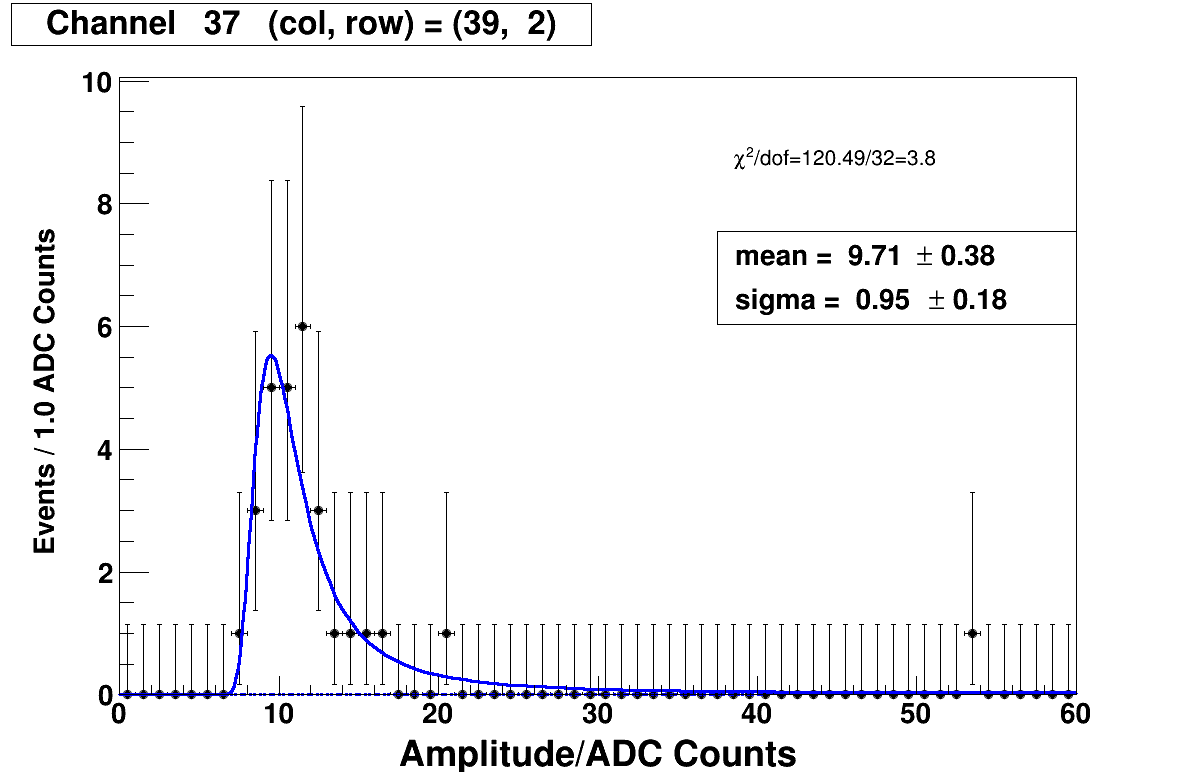 Channel 37 (col, row) = (39, 2)
10
χ²/dof=120.49/32=3.8
8
mean = 9.71 ± 0.38
sigma = 0.95 ± 0.18
6
Events / 1.0 ADC Counts
4
2
0
0 10 20 30 40 50 60
Amplitude/ADC Counts